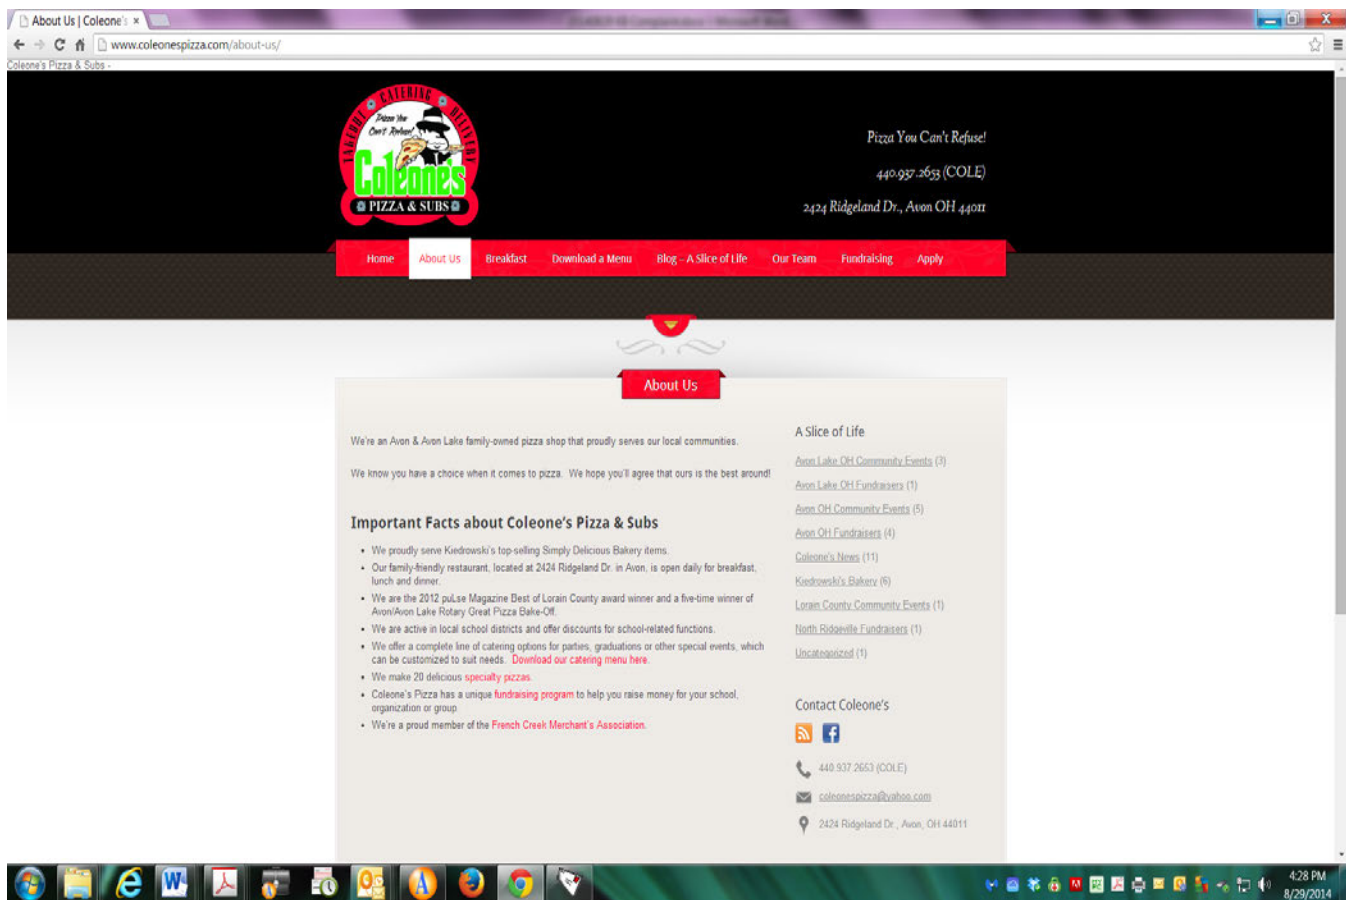 About Us | Coleone's
www.coleonespizza.com/about-us/
Coleone's Pizza & Subs -
TAKEOUT CATERING DELIVERY
Pizza You
Can't Refuse!
Coleone's
PIZZA & SUBS
Pizza You Can't Refuse!
440.937.2653 (COLE)
2424 Ridgeland Dr., Avon OH 44011
Home About Us Breakfast Download a Menu Blog – A Slice of Life Our Team Fundraising Apply
About Us
We're an Avon & Avon Lake family-owned pizza shop that proudly serves our local communities.
We know you have a choice when it comes to pizza. We hope you'll agree that ours is the best around!
Important Facts about Coleone's Pizza & Subs
• We proudly serve Kiedrowski's top-selling Simply Delicious Bakery items.
• Our family-friendly restaurant, located at 2424 Ridgeland Dr. in Avon, is open daily for breakfast,
lunch and dinner.
• We are the 2012 puLse Magazine Best of Lorain County award winner and a five-time winner of
Avon/Avon Lake Rotary Great Pizza Bake-Off.
• We are active in local school districts and offer discounts for school-related functions.
• We offer a complete line of catering options for parties, graduations or other special events, which
can be customized to suit needs. Download our catering menu here.
• We make 20 delicious specialty pizzas.
• Coleone's Pizza has a unique fundraising program to help you raise money for your school,
organization or group
• We're a proud member of the French Creek Merchant's Association.
A Slice of Life
Avon Lake OH Community Events (3)
Avon Lake OH Fundraisers (1)
Avon OH Community Events (5)
Avon OH Fundraisers (4)
Coleone's News (11)
Kiedrowski's Bakery (6)
Lorain County Community Events (1)
North Ridgeville Fundraisers (1)
Uncategorized (1)
Contact Coleone's
440.937.2653 (COLE)
coleonespizza@yahoo.com
2424 Ridgeland Dr., Avon, OH 44011
4:28 PM
8/29/2014